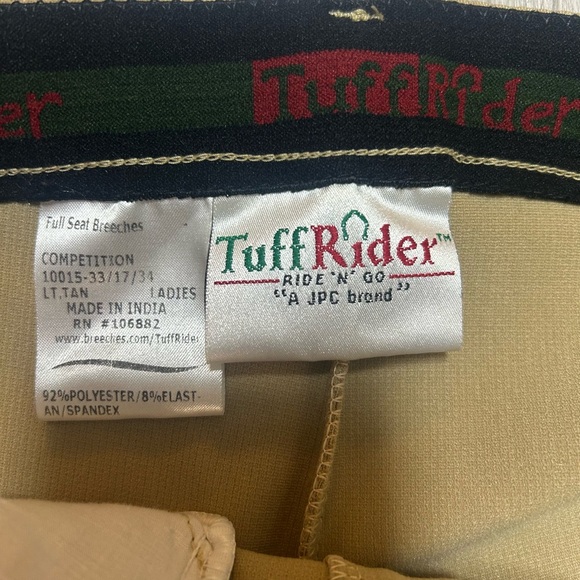 er TuffRider
Full Seat Breeches
COMPETITION
10015-33/17/34
LT.TAN LADIES
MADE IN INDIA
RN #106882
www.breeches.com/TuffRider
92%POLYESTER/8%ELAST-
AN/SPANDEX
TuffRider™
RIDE 'N' GO
"A JPC brand"